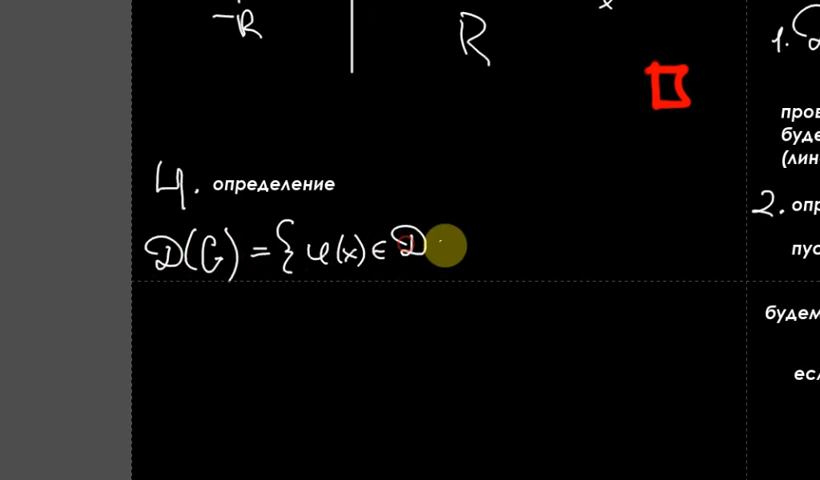 -R
R
x
1. D
пров
буде
(лин
4. определение
2. опр
D(G) = { φ(x) ∈ D
пус
будем
есл